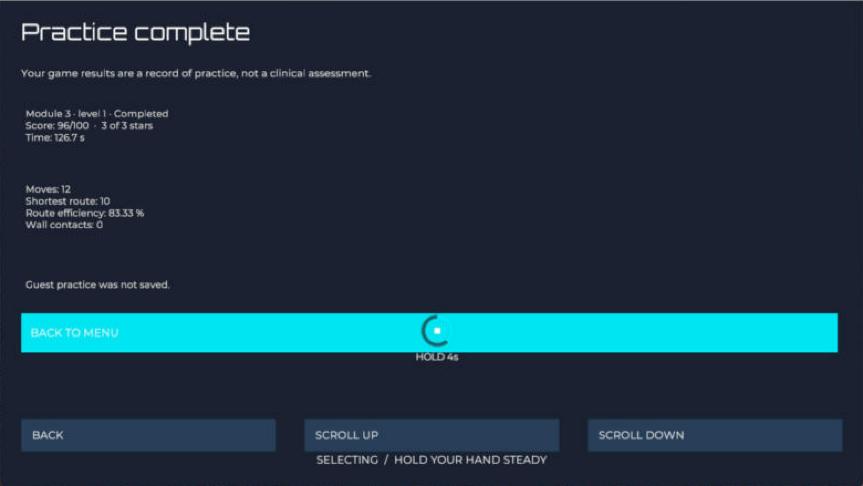 Practice complete
Your game results are a record of practice, not a clinical assessment.
Module 3 · level 1 · Completed
Score: 96/100 · 3 of 3 stars
Time: 126.7 s
Moves: 12
Shortest route: 10
Route efficiency: 83.33 %
Wall contacts: 0
Guest practice was not saved.
BACK TO MENU
HOLD 4s
BACK
SCROLL UP
SCROLL DOWN
SELECTING / HOLD YOUR HAND STEADY